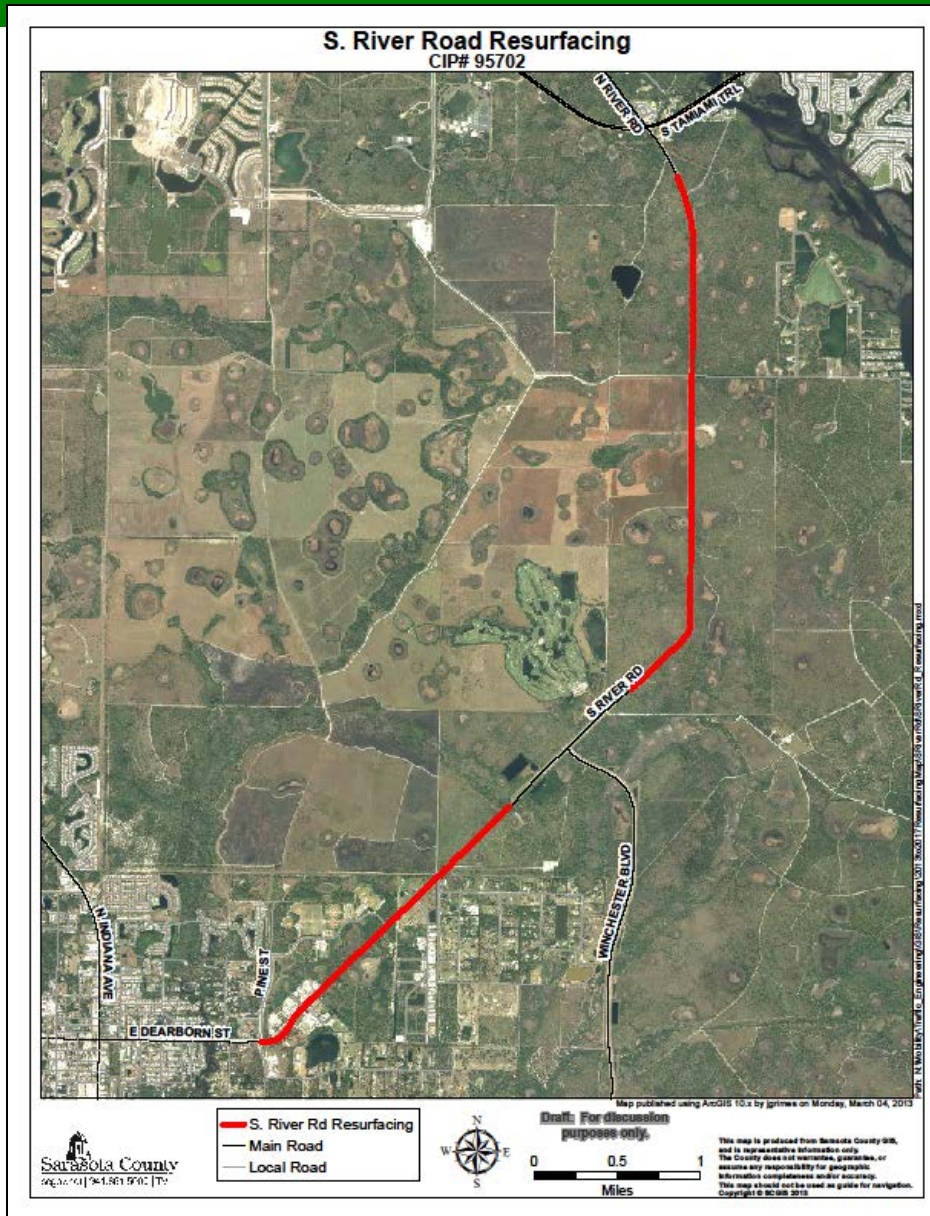 S. River Road Resurfacing
CIP# 95702
N RIVER RD
S TAMIAMI TRL
S RIVER RD
WINCHESTER BLVD
N INDIANA AVE
PINE ST
E DEARBORN ST
Map published using ArcGIS 10.x by jgrimes on Monday, March 04, 2013
Sarasota County
S. River Rd Resurfacing
Main Road
Local Road
N
W E
S
Draft: For discussion
purposes only.
0 0.5 1
Miles
This map is produced from Sarasota County GIS,
and is representative information only.
The County does not warrantee, guarantee, or
assume any responsibility for geographic
information completeness and/or accuracy.
This map should not be used as guide for navigation.
Copyright © SCGIS 2013